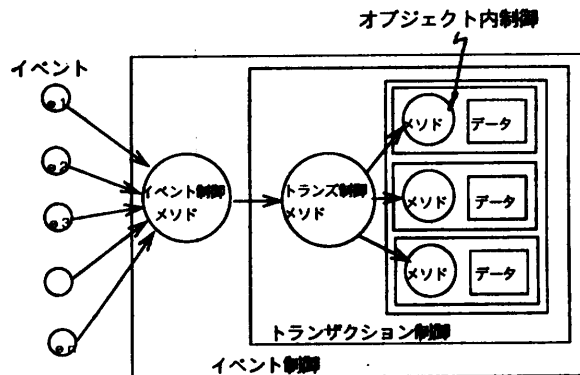 オブジェクト内制御
イベント
e1
e2
e3
en
イベント制御
メソド
トランズ制御
メソド
メソド
データ
メソド
データ
メソド
データ
トランザクション制御
イベント制御